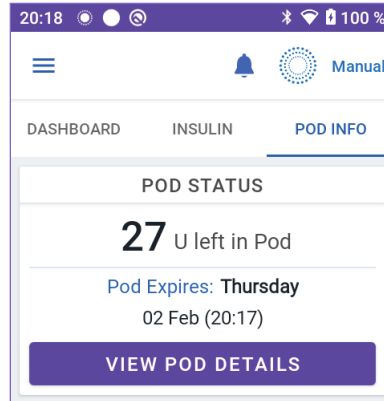 20:18 100 %
Manual
DASHBOARD INSULIN POD INFO
POD STATUS
27 U left in Pod
Pod Expires: Thursday
02 Feb (20:17)
VIEW POD DETAILS